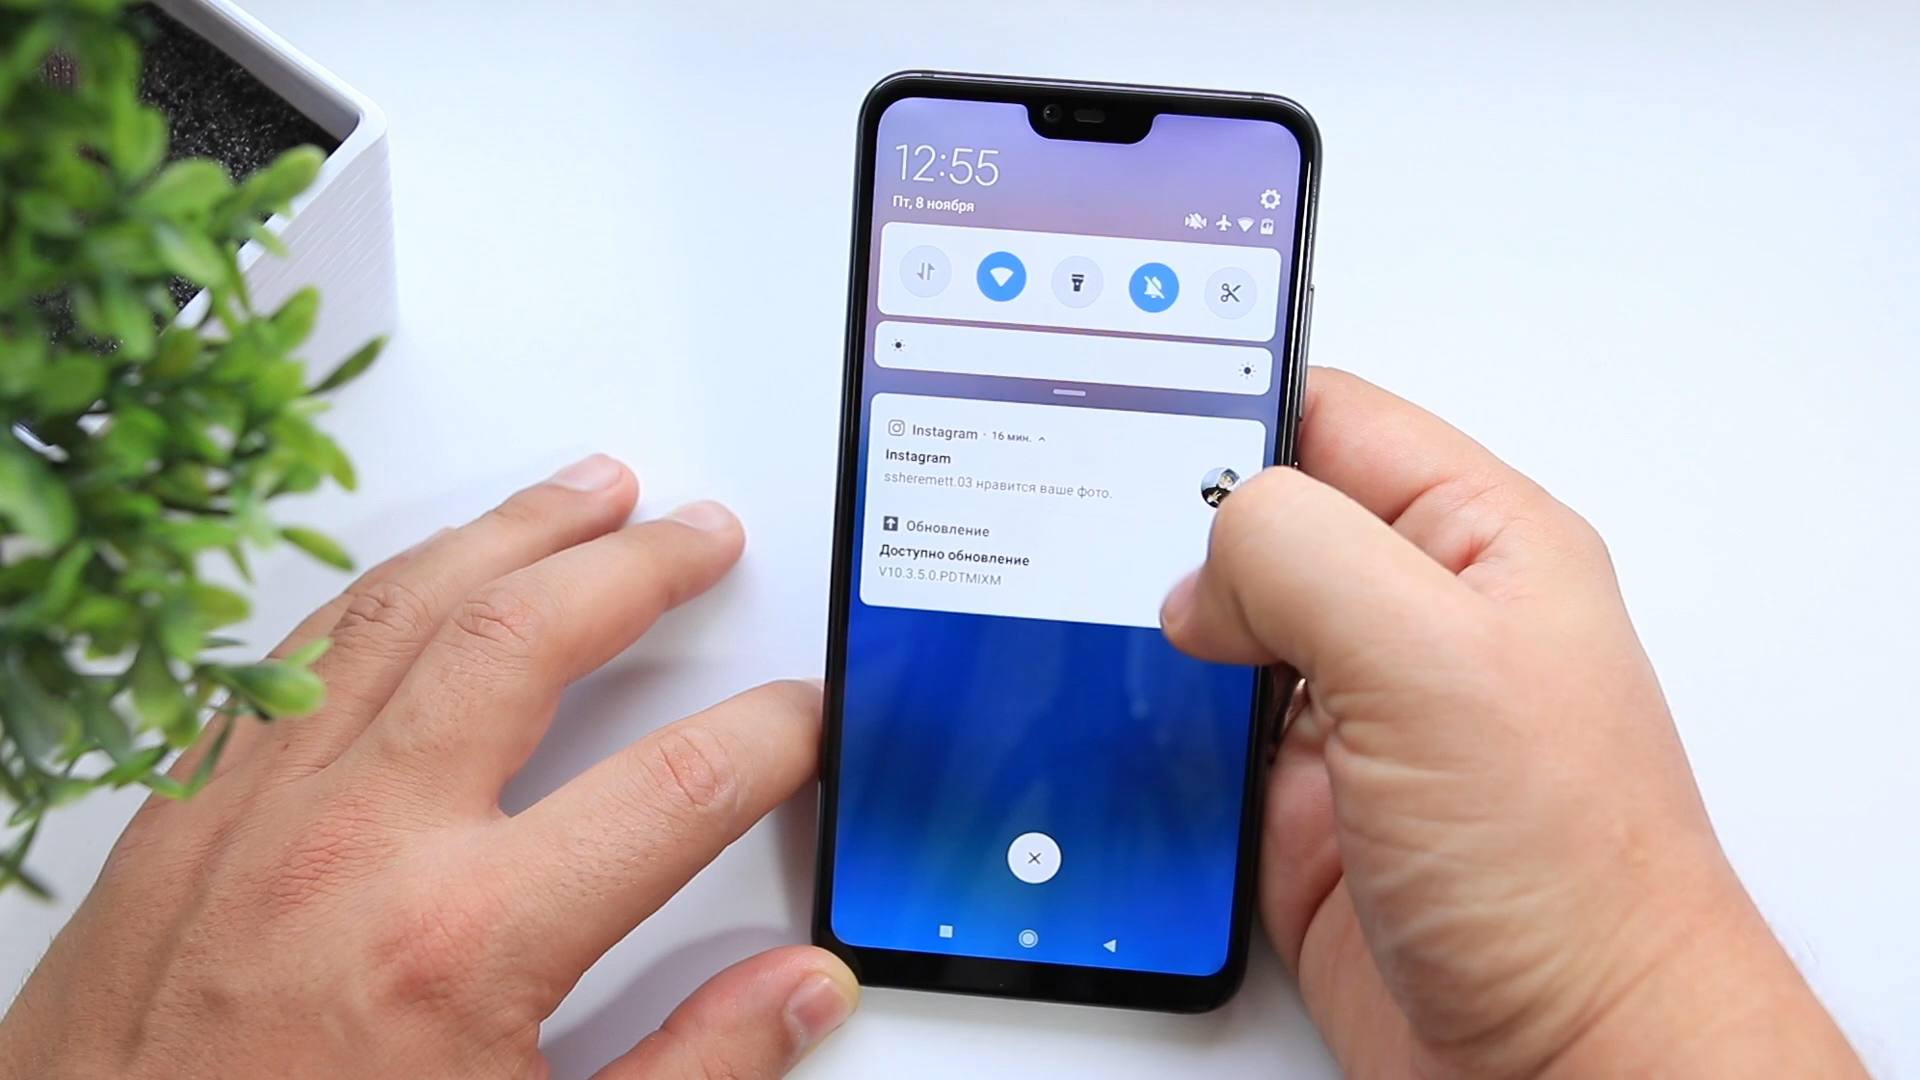 12:55
Пт, 8 ноября
Instagram · 16 мин.
Instagram
ssheremett.03 нравится ваше фото.
Обновление
Доступно обновление
V10.3.5.0.PDTMIXM